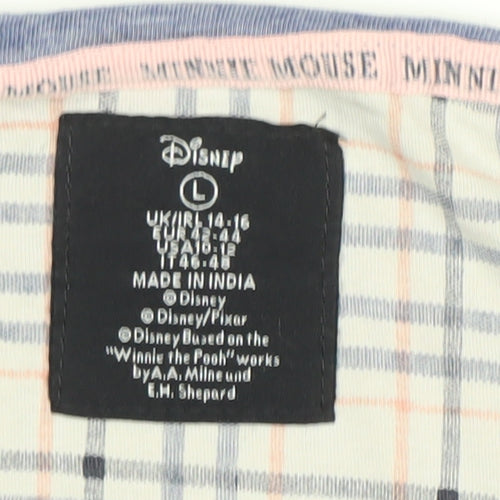 MOUSE MINNIE MOUSE MINNI
Disney
L
UK/IRL 14-16
EUR 42-44
USA 10-12
IT 46-48
MADE IN INDIA
©Disney
©Disney/Pixar
©Disney Based on the
"Winnie the Pooh" works
by A.A. Milne and
E.H. Shepard